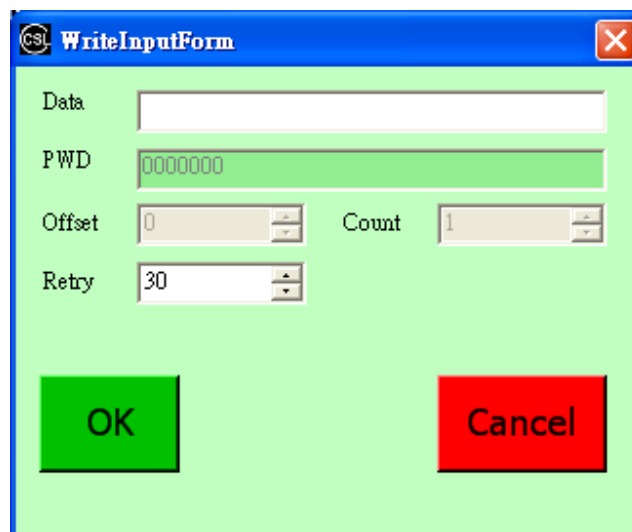 CSL WriteInputForm
Data
PWD 0000000
Offset 0 Count 1
Retry 30
OK Cancel